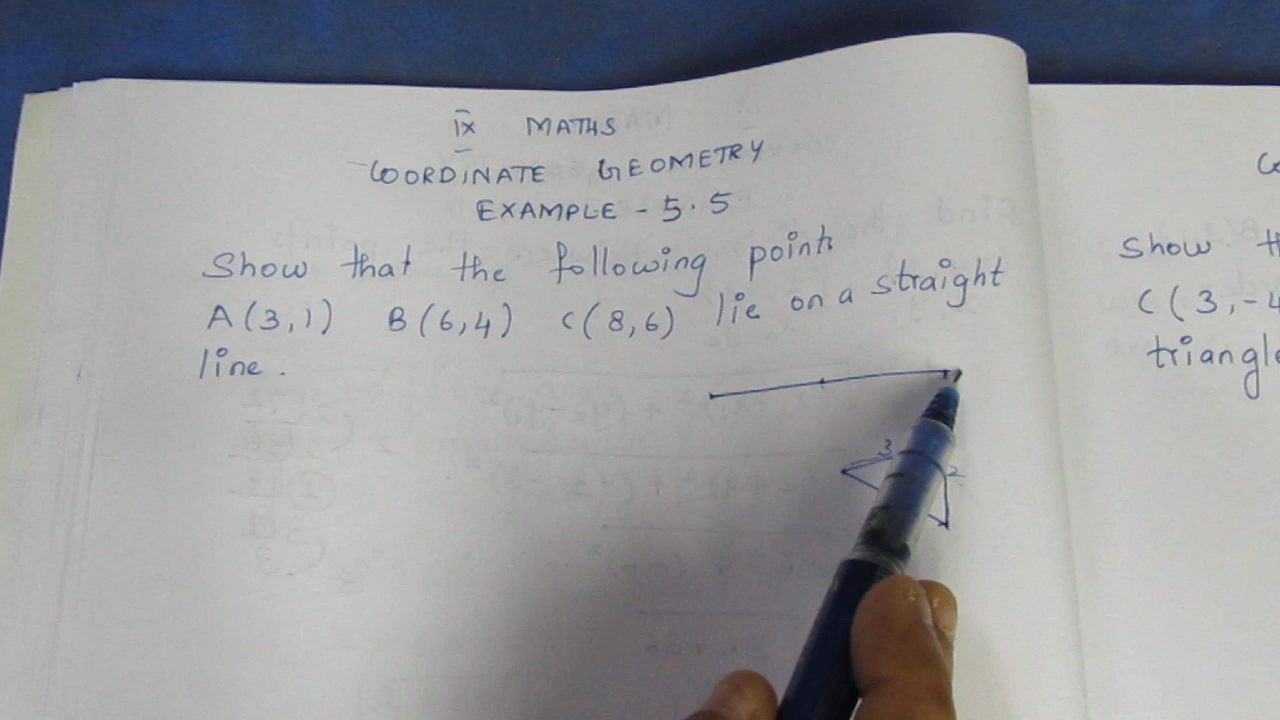 IX MATHS
COORDINATE GEOMETRY
EXAMPLE - 5.5
Show that the following points
A(3,1) B(6,4) C(8,6) lie on a straight
line.
3
2
Show
C(3,-4
triangle